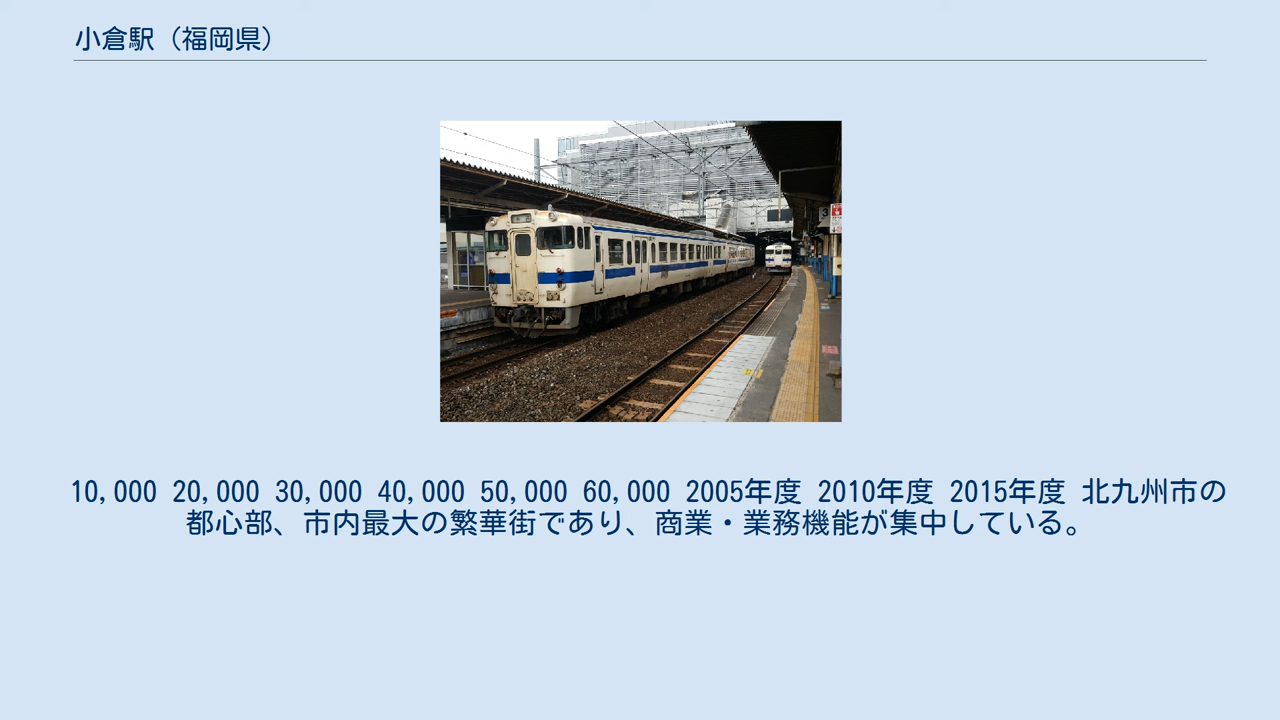 小倉駅（福岡県）
10,000 20,000 30,000 40,000 50,000 60,000 2005年度 2010年度 2015年度 北九州市の
都心部、市内最大の繁華街であり、商業・業務機能が集中している。